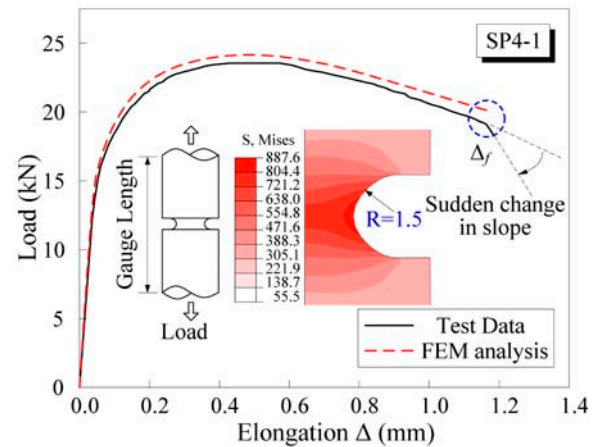 SP4-1
30
25
20
15
10
5
0
Load (kN)
0.0
0.2
0.4
0.6
0.8
1.0
1.2
1.4
Elongation Δ (mm)
Gauge Length
Load
S, Mises
887.6
804.4
721.2
638.0
554.8
471.6
388.3
305.1
221.9
138.7
55.5
R=1.5
Δf
Sudden change
in slope
Test Data
FEM analysis